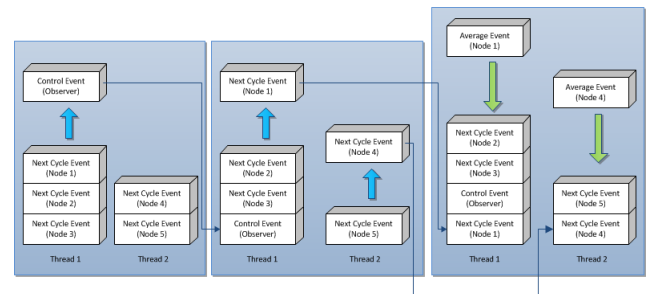 Control Event
(Observer)
Next Cycle Event
(Node 1)
Next Cycle Event
(Node 2)
Next Cycle Event
(Node 3)
Next Cycle Event
(Node 4)
Next Cycle Event
(Node 5)
Thread 1
Thread 2
Next Cycle Event
(Node 1)
Next Cycle Event
(Node 2)
Next Cycle Event
(Node 3)
Control Event
(Observer)
Next Cycle Event
(Node 4)
Next Cycle Event
(Node 5)
Thread 1
Thread 2
Average Event
(Node 1)
Next Cycle Event
(Node 2)
Next Cycle Event
(Node 3)
Control Event
(Observer)
Next Cycle Event
(Node 1)
Average Event
(Node 4)
Next Cycle Event
(Node 5)
Next Cycle Event
(Node 4)
Thread 1
Thread 2